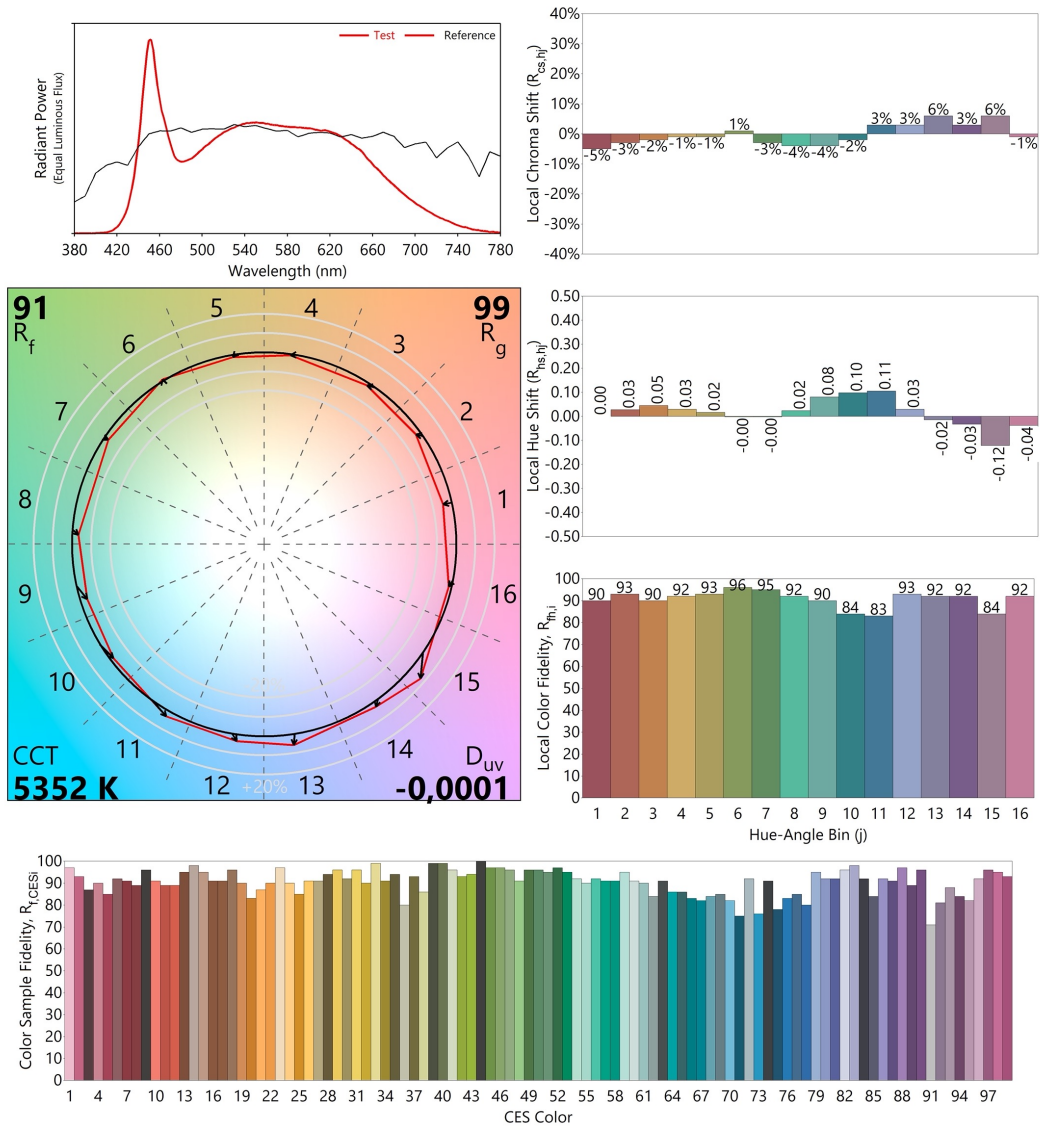 Test
Reference
Radiant Power
(Equal Luminous Flux)
380 420 460 500 540 580 620 660 700 740 780
Wavelength (nm)
Local Chroma Shift (Rcs,hj)
40%
30%
20%
10%
0%
-10%
-20%
-30%
-40%
-5% -3% -2% -1% -1% 1% -3% -4% -4% -2% 3% 3% 6% 3% 6% -1%
91
Rf
99
Rg
5 4
6 3
7 2
8 1
9 16
10 15
11 14
12 13
+20%
CCT
5352 K
Duv
-0,0001
Local Hue Shift (Rhs,hj)
0.50
0.40
0.30
0.20
0.10
0.00
-0.10
-0.20
-0.30
-0.40
-0.50
0.00 0.03 0.05 0.03 0.02 -0.00 -0.00 0.02 0.08 0.10 0.11 0.03 -0.02 -0.03 -0.12 -0.04
Local Color Fidelity, Rfh,i
100
90
80
70
60
50
40
30
20
10
0
90 93 90 92 93 96 95 92 90 84 83 93 92 92 84 92
1 2 3 4 5 6 7 8 9 10 11 12 13 14 15 16
Hue-Angle Bin (j)
Color Sample Fidelity, Rf,CESi
100
90
80
70
60
50
40
30
20
10
0
1 4 7 10 13 16 19 22 25 28 31 34 37 40 43 46 49 52 55 58 61 64 67 70 73 76 79 82 85 88 91 94 97
CES Color